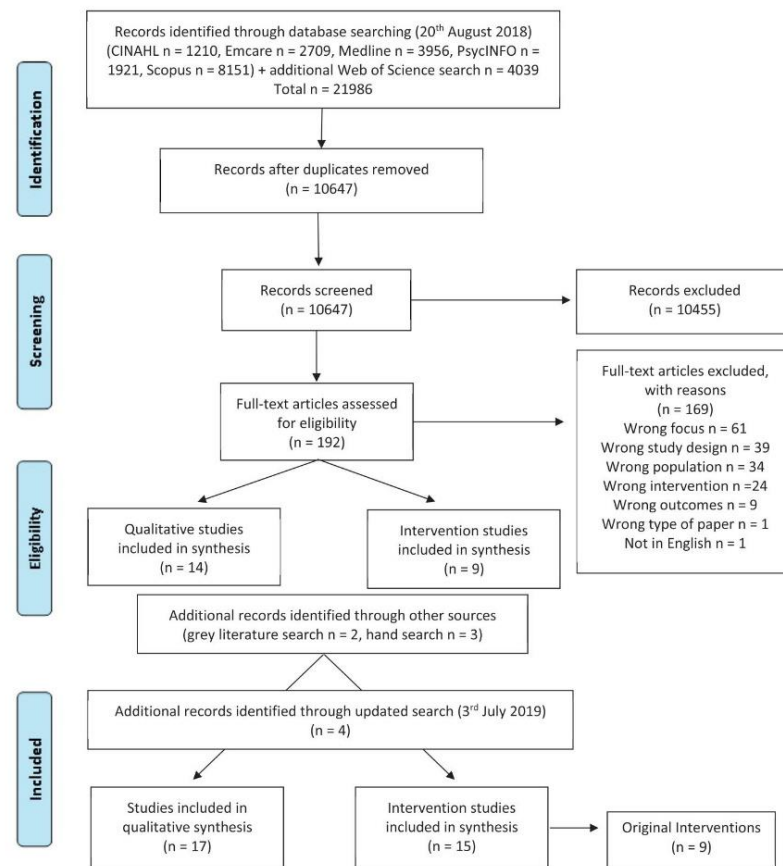 Records identified through database searching (20th August 2018)
(CINAHL n = 1210, Emcare = 2709, Medline = 3956, PsycINFO n =
1921, Scopus = 8151) + additional Web of Science search n = 4039
Total n = 21986
Identification
Records after duplicates removed
(n = 10647)
Screening
Records screened
(n = 10647)
Records excluded
(n = 10455)
Full-text articles assessed
for eligibility
(n = 192)
Full-text articles excluded,
with reasons
(n = 169)
Wrong focus n = 61
Wrong study design n = 39
Wrong population n = 34
Wrong intervention n =24
Wrong outcomes n = 9
Wrong type of paper n = 1
Not in English n = 1
Eligibility
Qualitative studies
included in synthesis
(n = 14)
Intervention studies
included in synthesis
(n = 9)
Additional records identified through other sources
(grey literature search n = 2, hand search n = 3)
Additional records identified through updated search (3rd July 2019)
(n = 4)
Included
Studies included in
qualitative synthesis
(n = 17)
Intervention studies
included in synthesis
(n = 15)
Original Interventions
(n = 9)